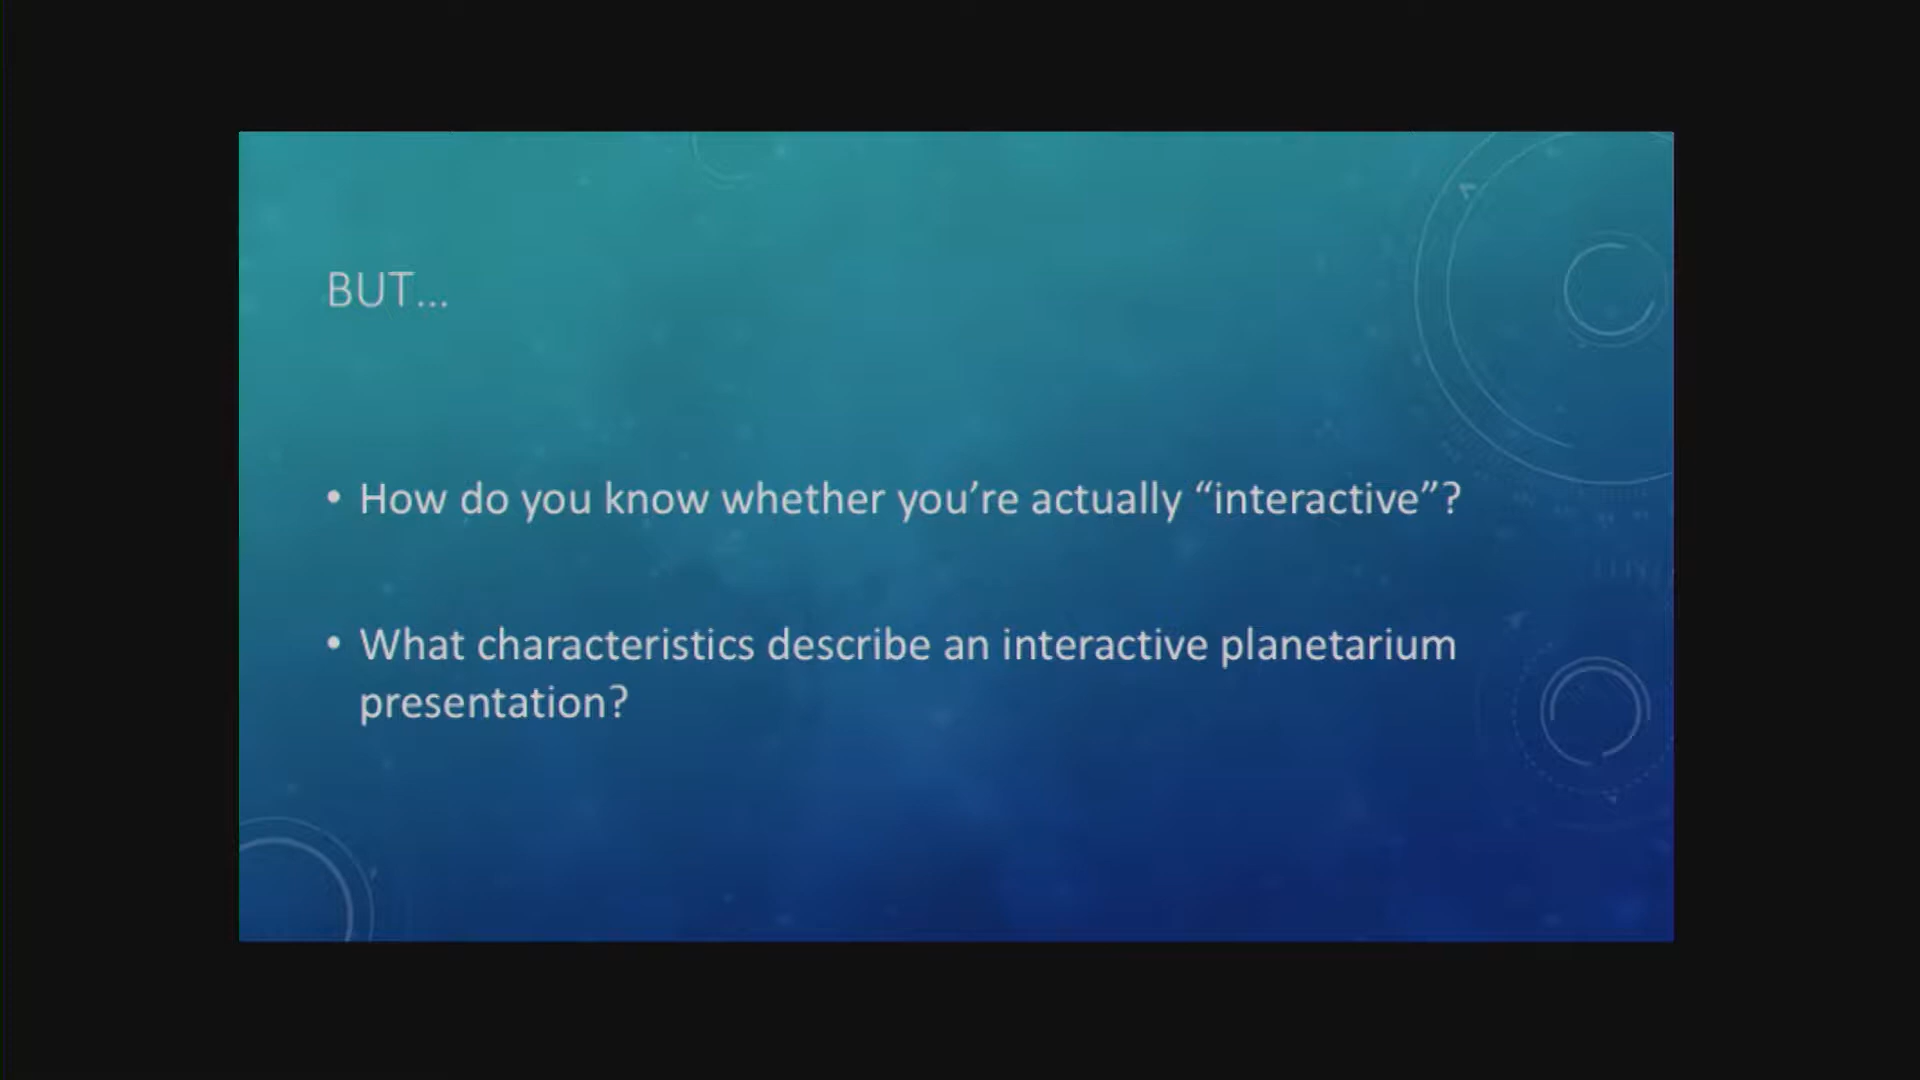 BUT...
• How do you know whether you’re actually “interactive”?
• What characteristics describe an interactive planetarium
presentation?